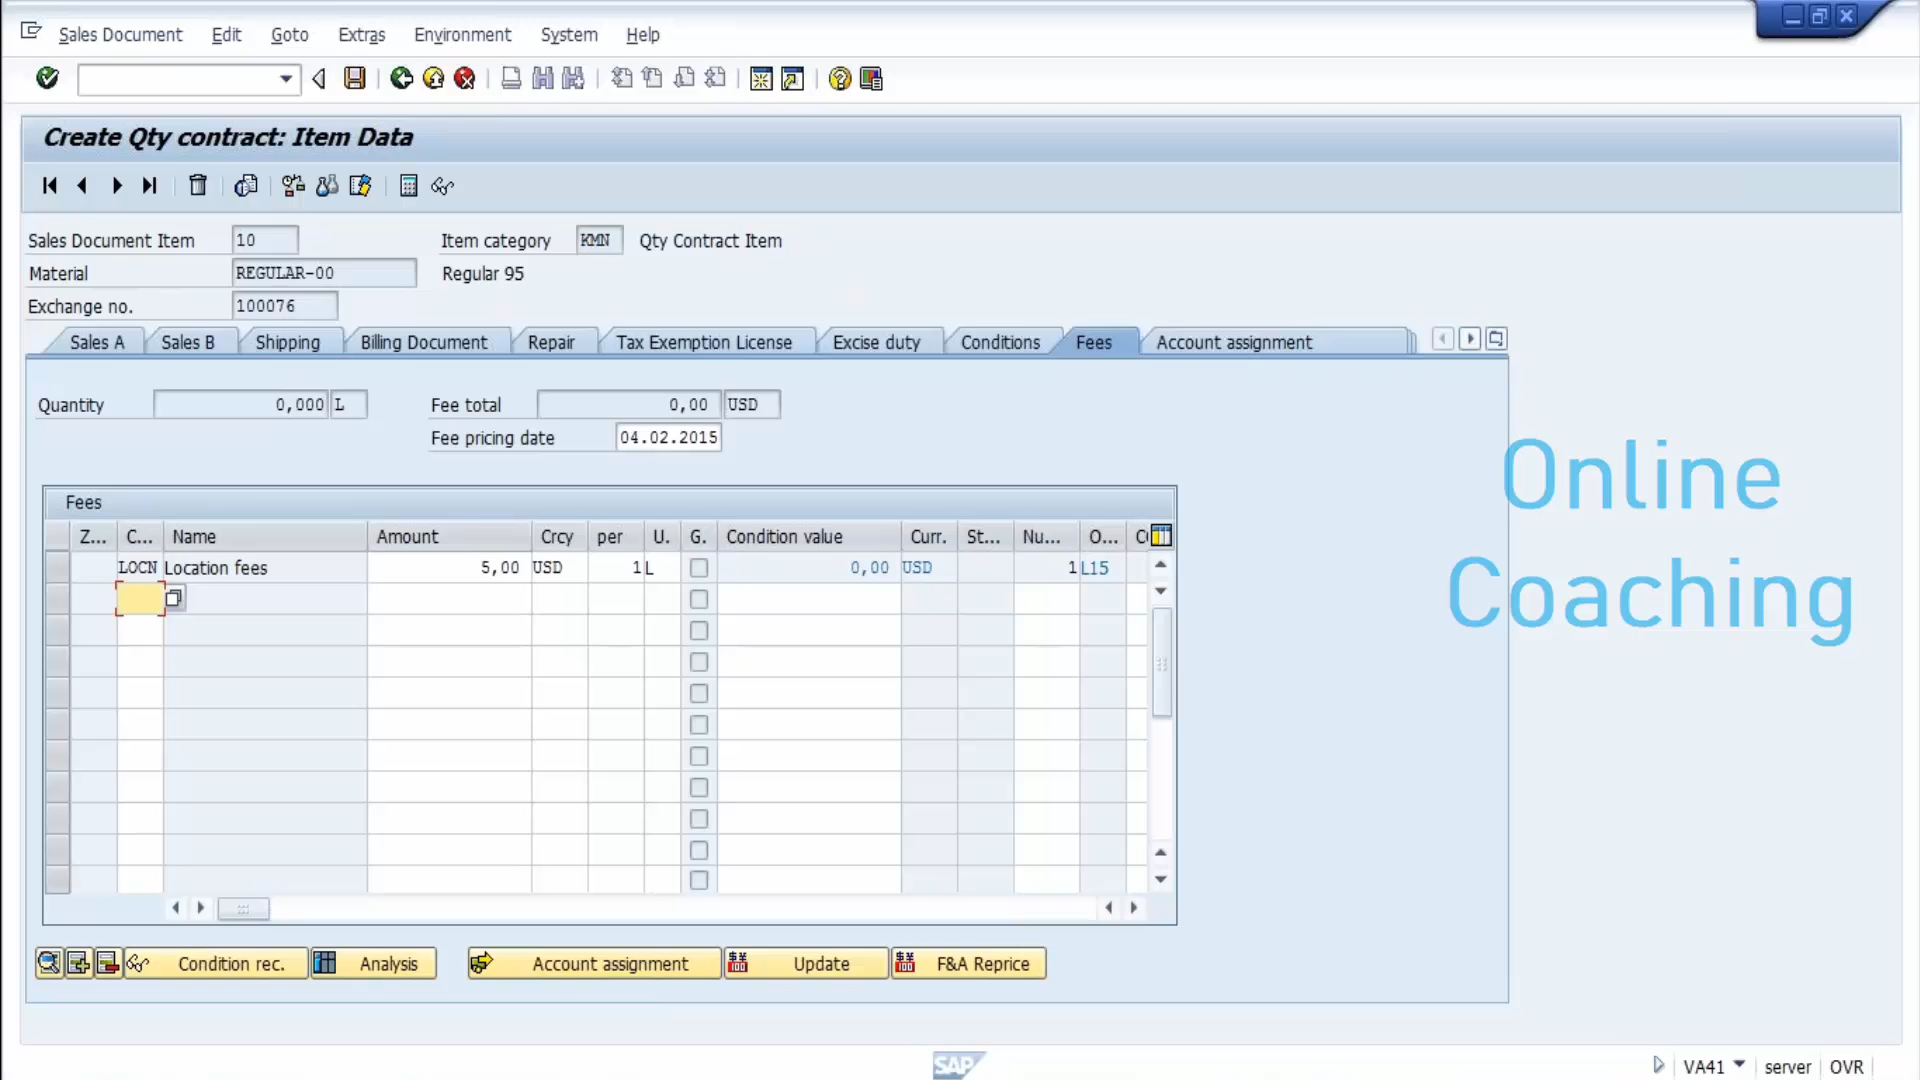 Sales Document Edit Goto Extras Environment System Help
Create Qty contract: Item Data
Sales Document Item 10 Item category KMN Qty Contract Item
Material REGULAR-00 Regular 95
Exchange no. 100076
Sales A Sales B Shipping Billing Document Repair Tax Exemption License Excise duty Conditions Fees Account assignment
Quantity 0,000 L Fee total 0,00 USD
Fee pricing date 04.02.2015
Online
Coaching
Fees
Z... C... Name Amount Crcy per U. G. Condition value Curr. St... Nu... O...
LOCN Location fees 5,00 USD 1 L 0,00 USD 1 L15
Condition rec. Analysis Account assignment Update F&A Reprice
SAP VA41 server OVR